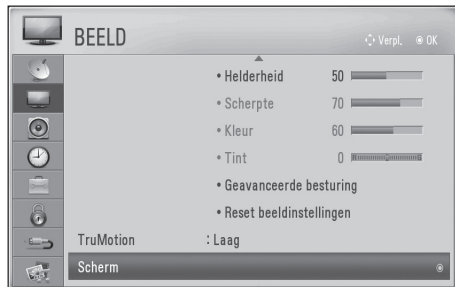 BEELD
Verpl. OK
• Helderheid 50
• Scherpte 70
• Kleur 60
• Tint 0
• Geavanceerde besturing
• Reset beeldinstellingen
TruMotion : Laag
Scherm